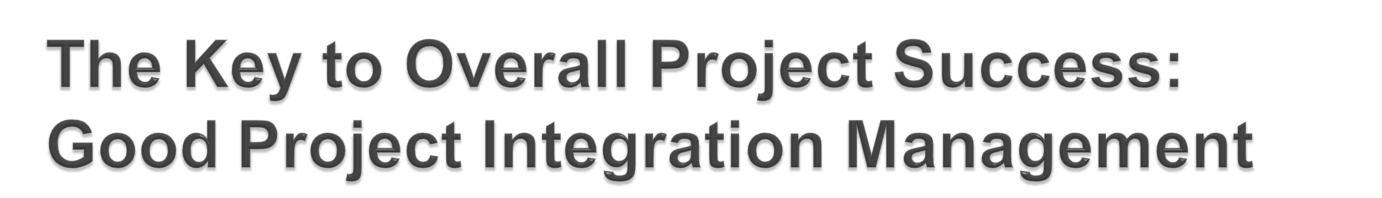 The Key to Overall Project Success:
Good Project Integration Management